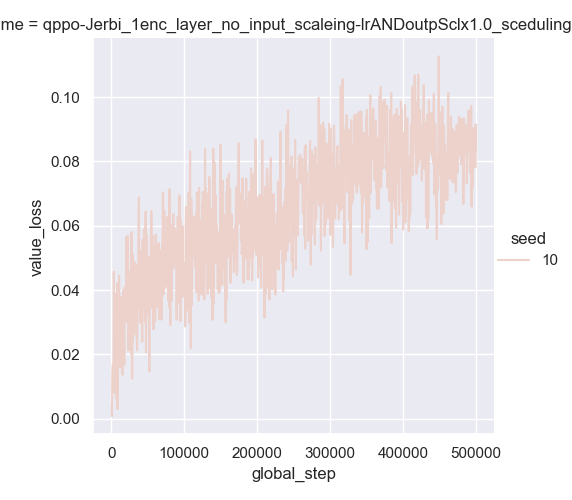 me = qppo-Jerbi_1enc_layer_no_input_scaleing-lrANDoutpSclx1.0_sceduling
0.10
0.08
0.06
0.04
0.02
0.00
value_loss
0 100000 200000 300000 400000 500000
global_step
seed
10